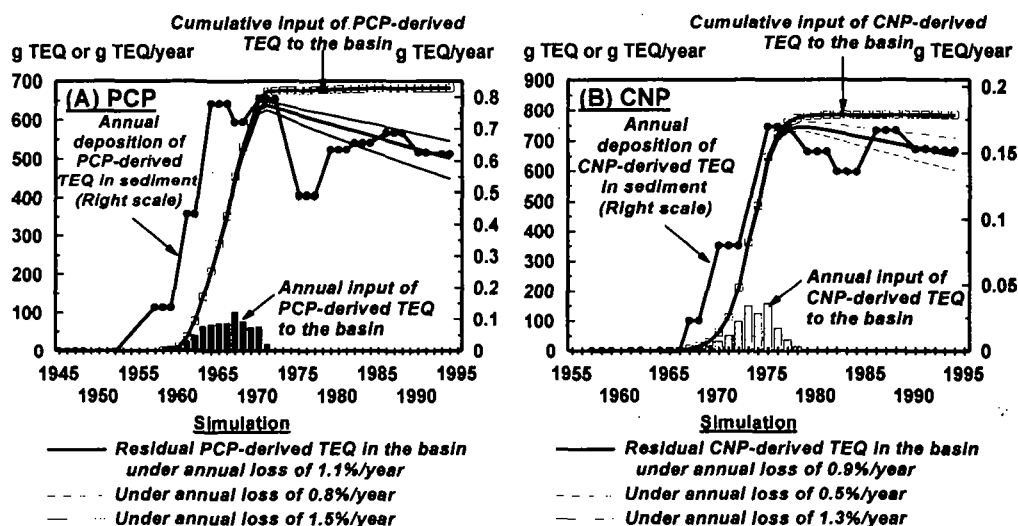 Cumulative input of PCP-derived
TEQ to the basin
g TEQ or g TEQ/year
g TEQ/year
700
600
500
400
300
200
100
0
(A) PCP
Annual
deposition of
PCP-derived
TEQ in sediment
(Right scale)
Annual input of
PCP-derived TEQ
to the basin
0.8
0.7
0.6
0.5
0.4
0.3
0.2
0.1
0
1945 1955 1965 1975 1985 1995
1950 1960 1970 1980 1990
Simulation
Residual PCP-derived TEQ in the basin
under annual loss of 1.1%/year
Under annual loss of 0.8%/year
Under annual loss of 1.5%/year
Cumulative input of CNP-derived
TEQ to the basin
g TEQ or g TEQ/year
g TEQ/year
900
800
700
600
500
400
300
200
100
0
(B) CNP
Annual
deposition of
CNP-derived TEQ
in sediment
(Right scale)
Annual input of
CNP-derived TEQ
to the basin
0.2
0.15
0.1
0.05
0
1955 1965 1975 1985 1995
1960 1970 1980 1990
Simulation
Residual CNP-derived TEQ in the basin
under annual loss of 0.9%/year
Under annual loss of 0.5%/year
Under annual loss of 1.3%/year